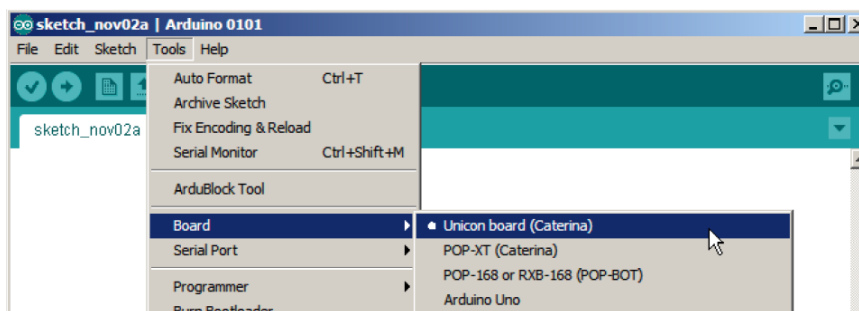 sketch_nov02a | Arduino 0101
File Edit Sketch Tools Help
sketch_nov02a
Auto Format Ctrl+T
Archive Sketch
Fix Encoding & Reload
Serial Monitor Ctrl+Shift+M
ArduBlock Tool
Board
Serial Port
Programmer
Burn Bootloader
Unicon board (Caterina)
POP-XT (Caterina)
POP-168 or RXB-168 (POP-BOT)
Arduino Uno